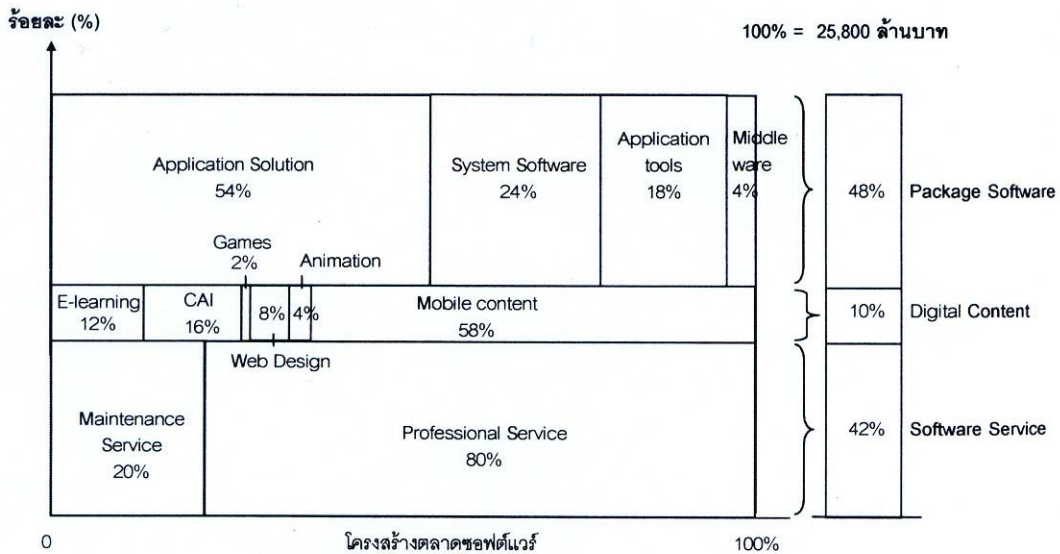 ร้อยละ (%)
100% = 25,800 ล้านบาท
Application Solution
54%
System Software
24%
Application
tools
18%
Middle
ware
4%
48%
Package Software
Games
2%
Animation
E-learning
12%
CAI
16%
8%
4%
Mobile content
58%
10%
Digital Content
Web Design
Maintenance
Service
20%
Professional Service
80%
42%
Software Service
0
โครงสร้างตลาดซอฟต์แวร์
100%